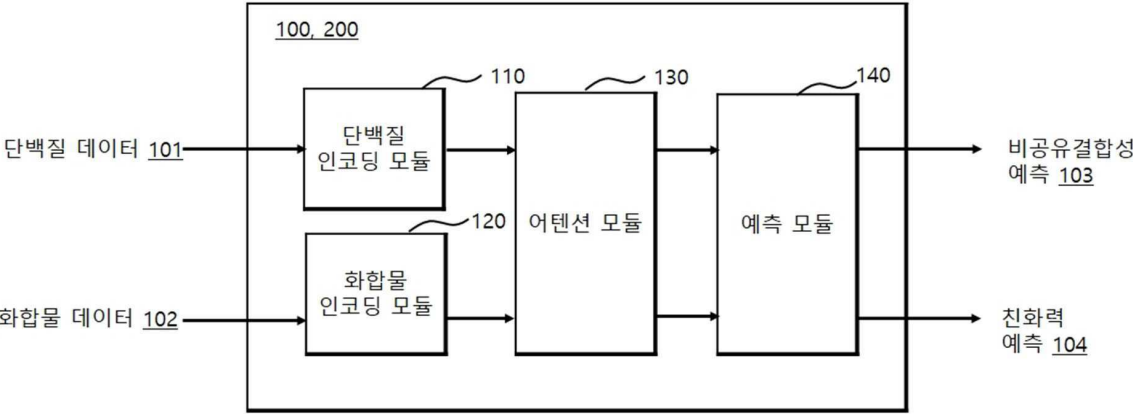 100, 200
110
130
140
단백질 데이터 101
단백질
인코딩 모듈
비공유결합성
예측 103
120
어텐션 모듈
예측 모듈
화합물 데이터 102
화합물
인코딩 모듈
친화력
예측 104